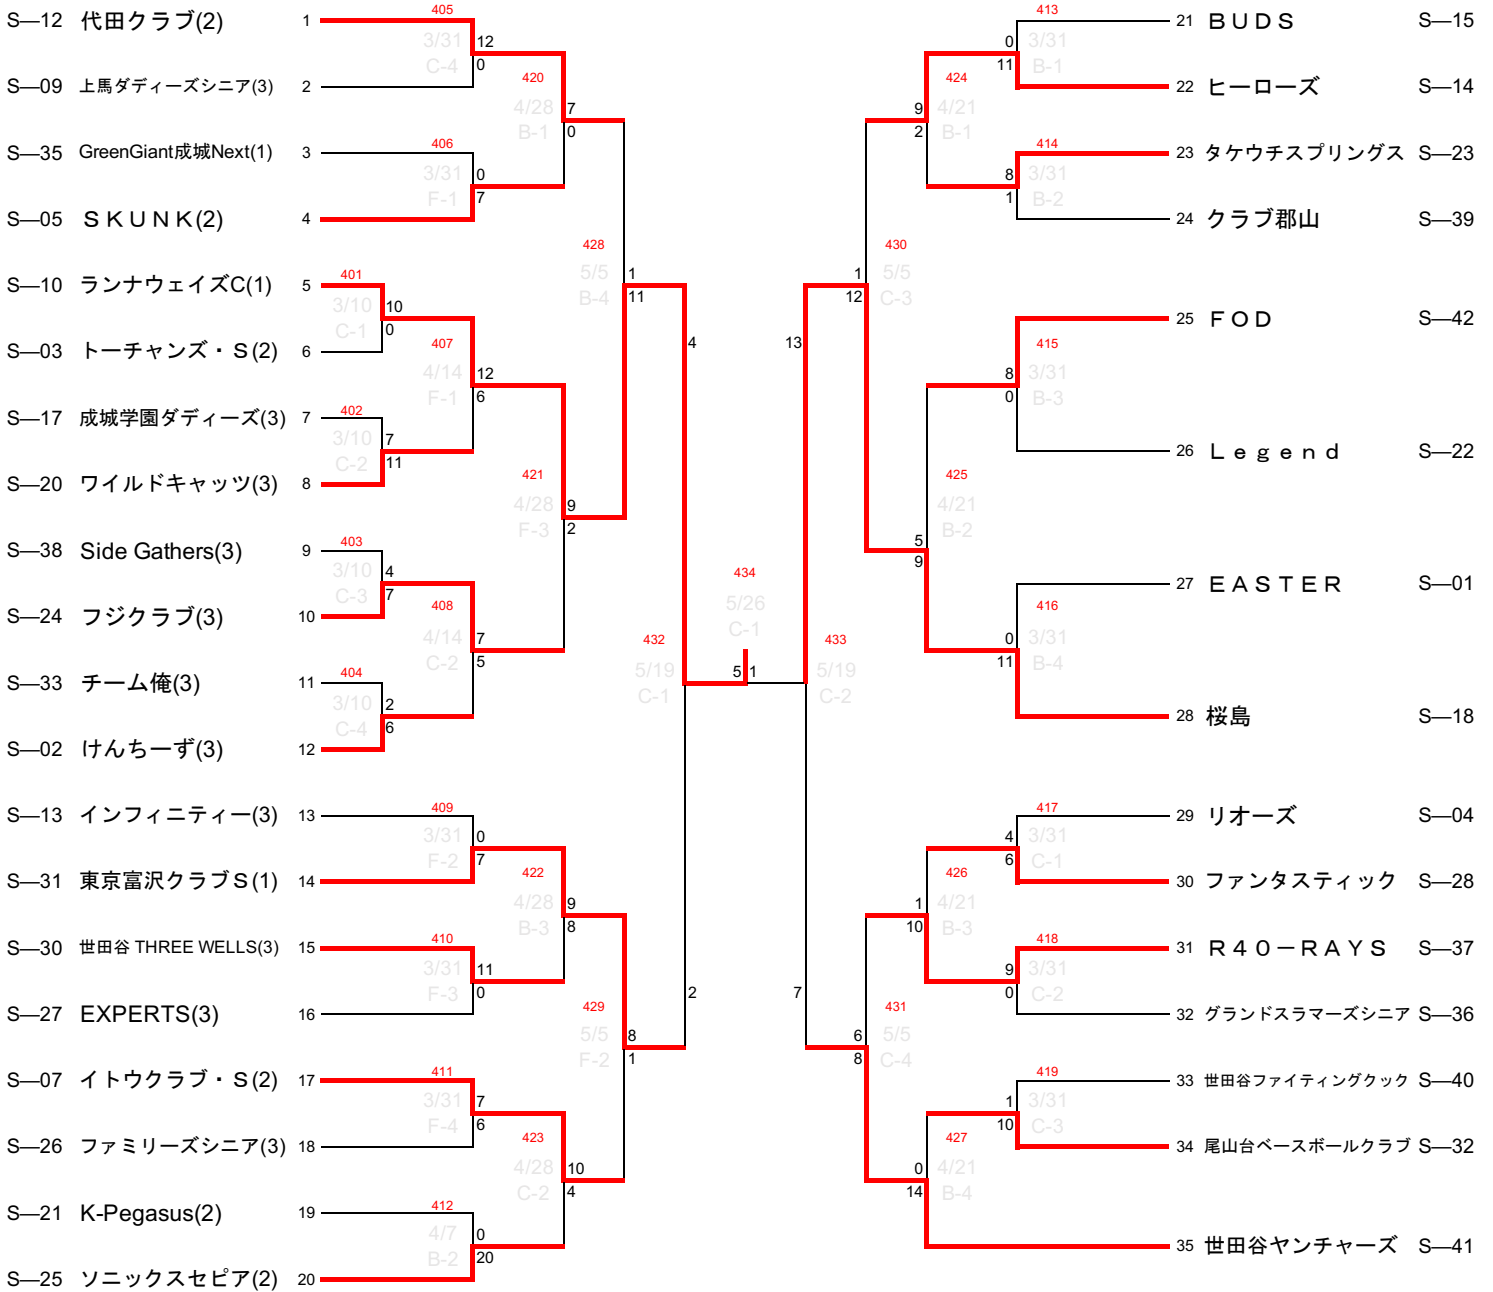 S—12 代田クラブ(2) 1
405
3/31
C-4
12
0
S—09 上馬ダディーズシニア(3) 2
420
4/28
B-1
7
0
S—35 GreenGiant成城Next(1) 3
406
3/31
F-1
0
7
S—05 ＳＫＵＮＫ(2) 4
428
5/5
B-4
1
11
S—10 ランナウェイズC(1) 5
401
3/10
C-1
10
0
S—03 トーチャンズ・Ｓ(2) 6
407
4/14
F-1
12
6
S—17 成城学園ダディーズ(3) 7
402
3/10
C-2
7
11
S—20 ワイルドキャッツ(3) 8
421
4/28
F-3
9
2
S—38 Side Gathers(3) 9
403
3/10
C-3
4
7
S—24 フジクラブ(3) 10
408
4/14
C-2
7
5
S—33 チーム俺(3) 11
404
3/10
C-4
2
6
S—02 けんちーず(3) 12
432
5/19
C-1
4
2
S—13 インフィニティー(3) 13
409
3/31
F-2
0
7
S—31 東京富沢クラブＳ(1) 14
422
4/28
B-3
9
8
S—30 世田谷 THREE WELLS(3) 15
410
3/31
F-3
11
0
S—27 EXPERTS(3) 16
429
5/5
F-2
8
1
S—07 イトウクラブ・Ｓ(2) 17
411
3/31
F-4
7
6
S—26 ファミリーズシニア(3) 18
423
4/28
C-2
10
4
S—21 K-Pegasus(2) 19
412
4/7
B-2
0
20
S—25 ソニックスセピア(2) 20
434
5/26
C-1
5 1
413
3/31
B-1
0
11
21 ＢＵＤＳ S—15
424
4/21
B-1
9
2
22 ヒーローズ S—14
414
3/31
B-2
8
1
23 タケウチスプリングス S—23
24 クラブ郡山 S—39
430
5/5
C-3
1
12
25 ＦＯＤ S—42
415
3/31
B-3
8
0
26 Ｌｅｇｅｎｄ S—22
425
4/21
B-2
5
9
27 ＥＡＳＴＥＲ S—01
416
3/31
B-4
0
11
28 桜島 S—18
433
5/19
C-2
13
7
29 リオーズ S—04
417
3/31
C-1
4
6
30 ファンタスティック S—28
426
4/21
B-3
1
10
31 Ｒ４０－ＲＡＹＳ S—37
418
3/31
C-2
9
0
32 グランドスラマーズシニア S—36
431
5/5
C-4
6
8
33 世田谷ファイティングクック S—40
419
3/31
C-3
1
10
34 尾山台ベースボールクラブ S—32
427
4/21
B-4
0
14
35 世田谷ヤンチャーズ S—41